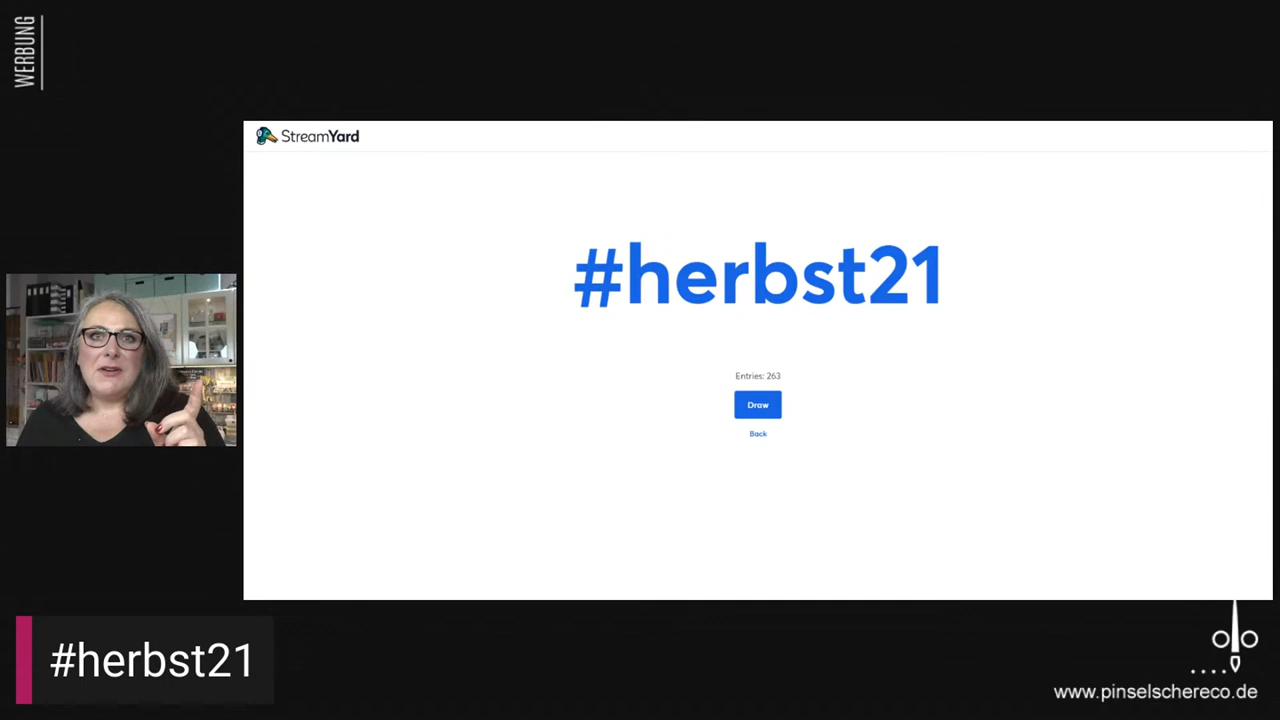 WERBUNG
StreamYard
#herbst21
Entries: 263
Draw
Back
#herbst21
www.pinselschereco.de